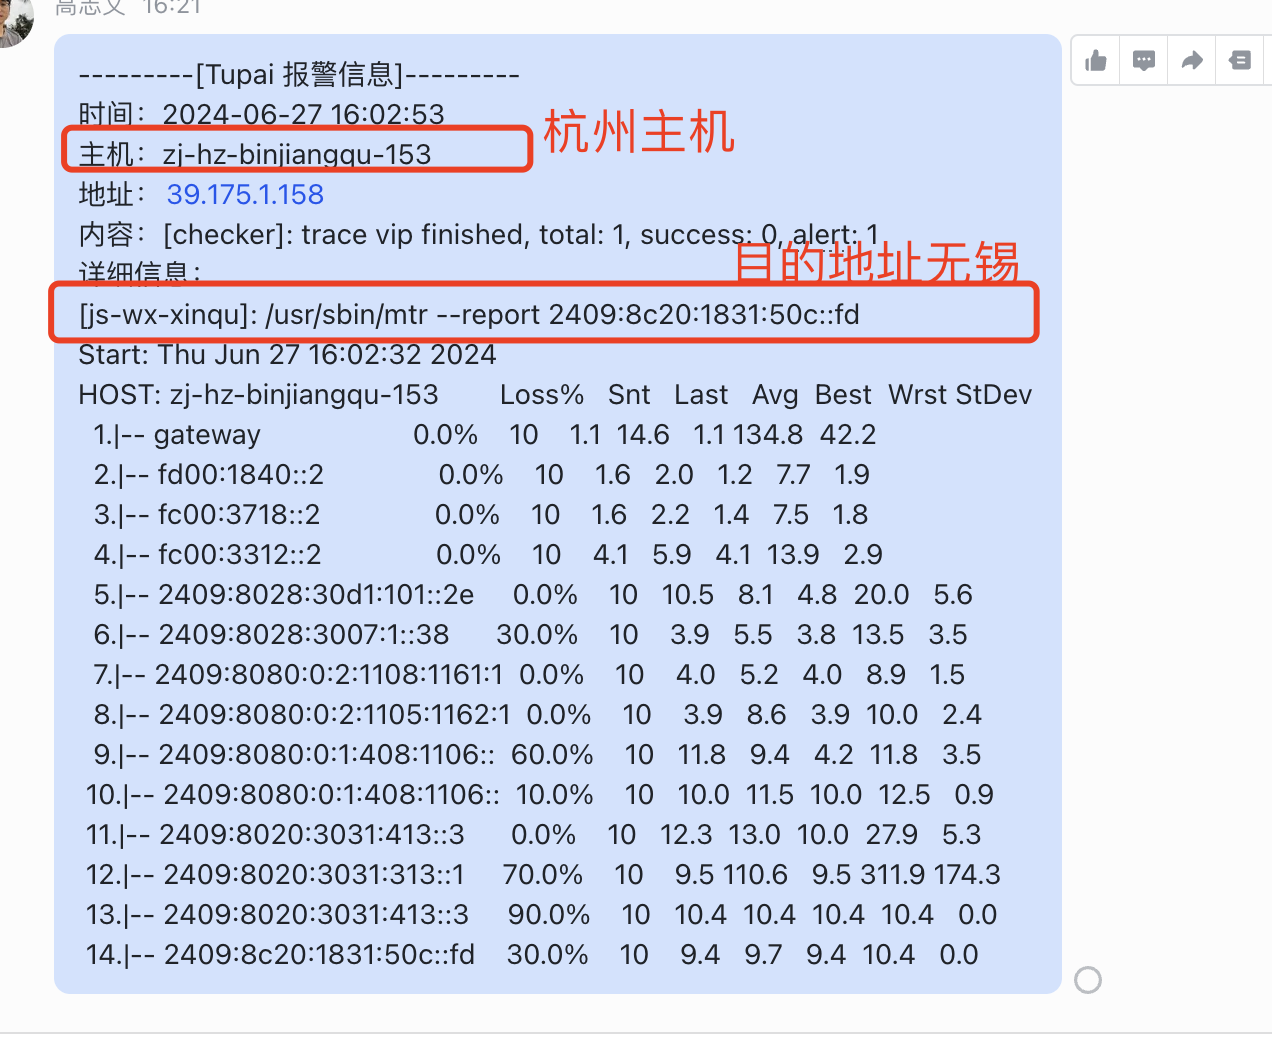 高志文 16:21
---------[Tupai 报警信息]---------
时间：2024-06-27 16:02:53
主机：zj-hz-binjiangqu-153
杭州主机
地址： 39.175.1.158
内容：[checker]: trace vip finished, total: 1, success: 0, alert: 1
详细信息：
目的地址无锡
[js-wx-xinqu]: /usr/sbin/mtr --report 2409:8c20:1831:50c::fd
Start: Thu Jun 27 16:02:32 2024
HOST: zj-hz-binjiangqu-153 Loss% Snt Last Avg Best Wrst StDev
1.|-- gateway 0.0% 10 1.1 14.6 1.1 134.8 42.2
2.|-- fd00:1840::2 0.0% 10 1.6 2.0 1.2 7.7 1.9
3.|-- fc00:3718::2 0.0% 10 1.6 2.2 1.4 7.5 1.8
4.|-- fc00:3312::2 0.0% 10 4.1 5.9 4.1 13.9 2.9
5.|-- 2409:8028:30d1:101::2e 0.0% 10 10.5 8.1 4.8 20.0 5.6
6.|-- 2409:8028:3007:1::38 30.0% 10 3.9 5.5 3.8 13.5 3.5
7.|-- 2409:8080:0:2:1108:1161:1 0.0% 10 4.0 5.2 4.0 8.9 1.5
8.|-- 2409:8080:0:2:1105:1162:1 0.0% 10 3.9 8.6 3.9 10.0 2.4
9.|-- 2409:8080:0:1:408:1106:: 60.0% 10 11.8 9.4 4.2 11.8 3.5
10.|-- 2409:8080:0:1:408:1106:: 10.0% 10 10.0 11.5 10.0 12.5 0.9
11.|-- 2409:8020:3031:413::3 0.0% 10 12.3 13.0 10.0 27.9 5.3
12.|-- 2409:8020:3031:313::1 70.0% 10 9.5 110.6 9.5 311.9 174.3
13.|-- 2409:8020:3031:413::3 90.0% 10 10.4 10.4 10.4 10.4 0.0
14.|-- 2409:8c20:1831:50c::fd 30.0% 10 9.4 9.7 9.4 10.4 0.0